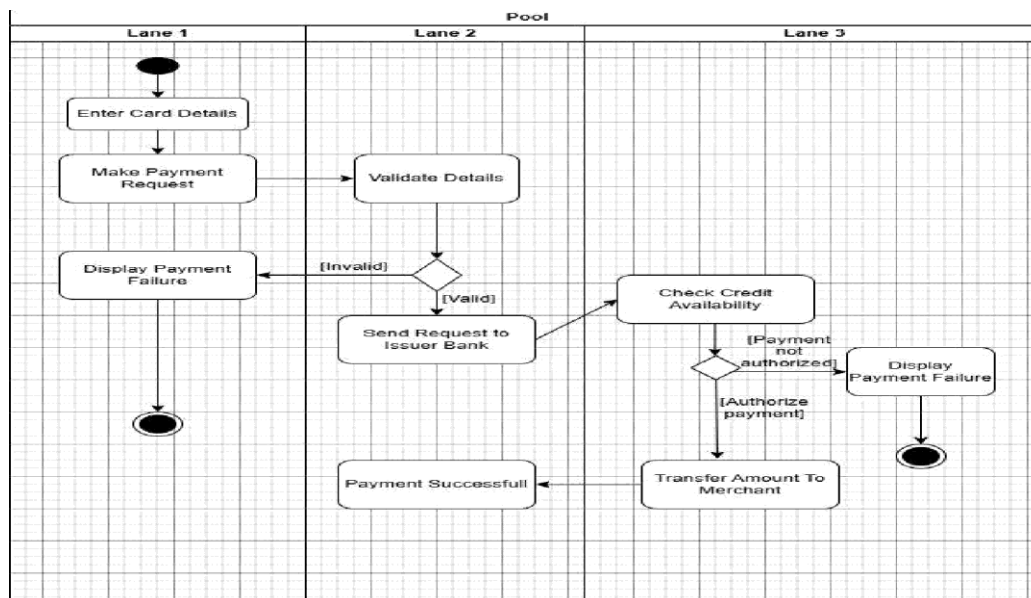 Pool
Lane 1
Lane 2
Lane 3
Enter Card Details
Make Payment
Request
Validate Details
Display Payment
Failure
[Invalid]
[Valid]
Send Request to
Issuer Bank
Check Credit
Availability
[Payment
not
authorized]
Display
Payment Failure
[Authorize
payment]
Transfer Amount To
Merchant
Payment Successfull